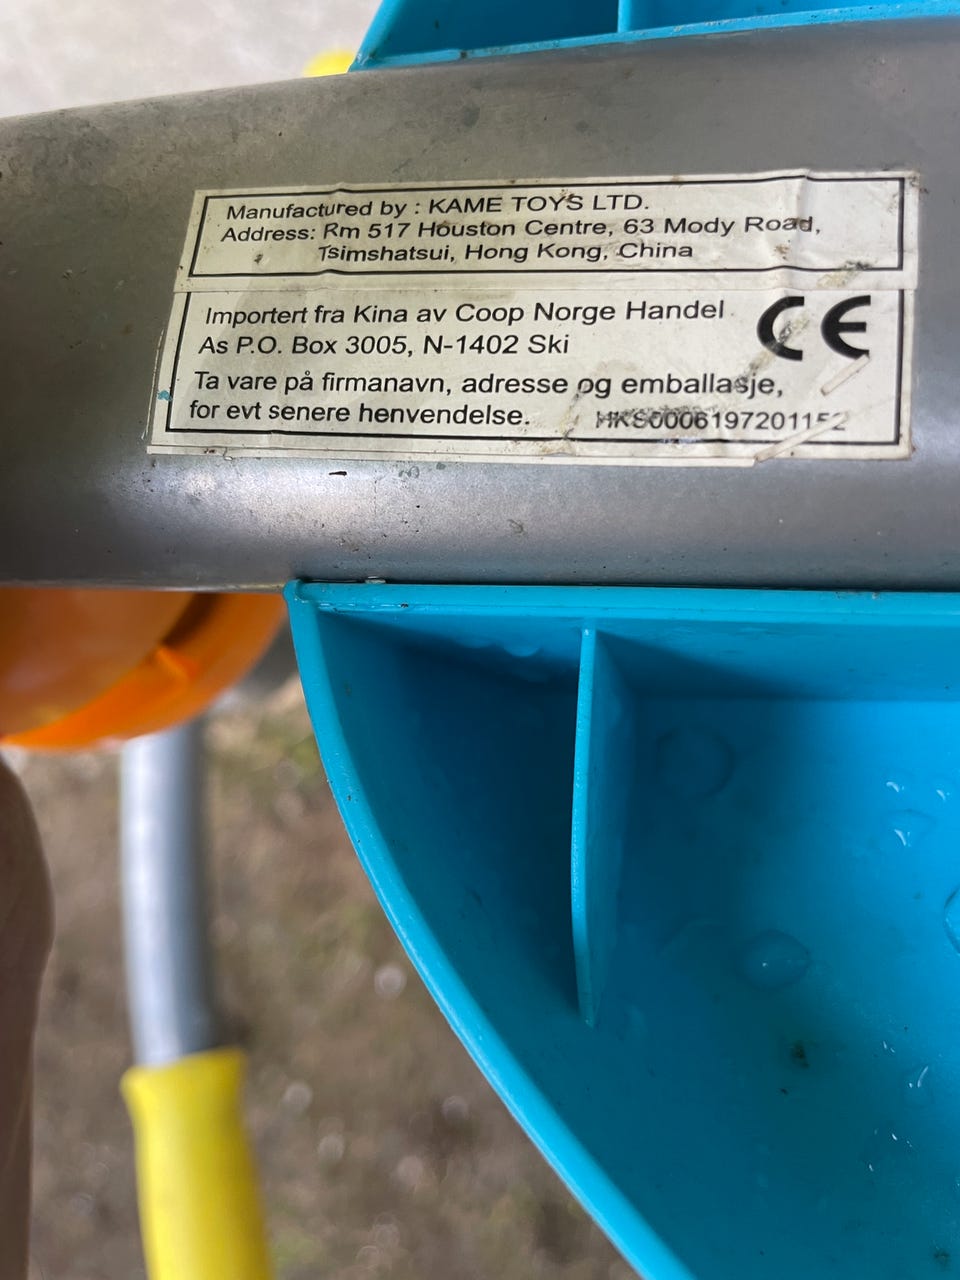 Manufactured by : KAME TOYS LTD.
Address: Rm 517 Houston Centre, 63 Mody Road,
Tsimshatsui, Hong Kong, China
Importert fra Kina av Coop Norge Handel
As P.O. Box 3005, N-1402 Ski
CE
Ta vare på firmanavn, adresse og emballasje,
for evt senere henvendelse.